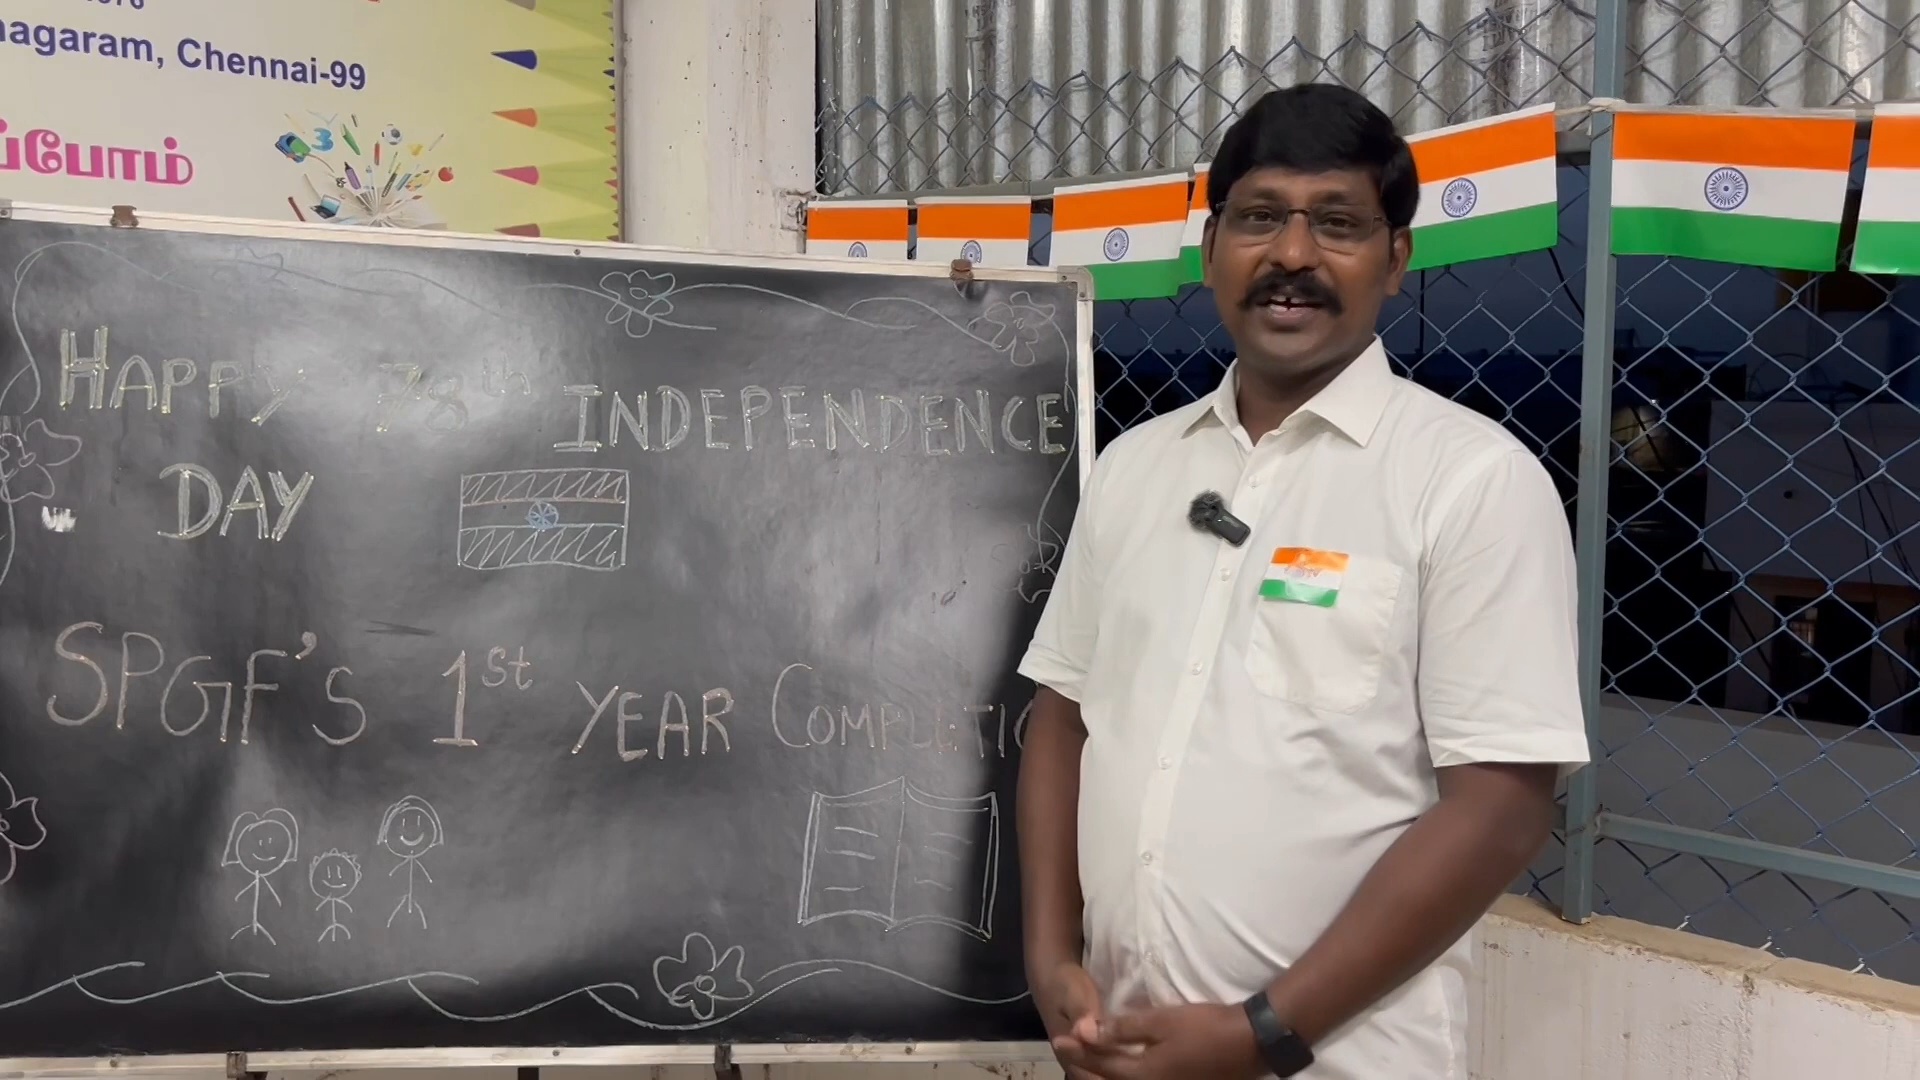 nagaram, Chennai-99
HAPPY 78th INDEPENDENCE
DAY
SPGF's 1st YEAR COMPLETIO